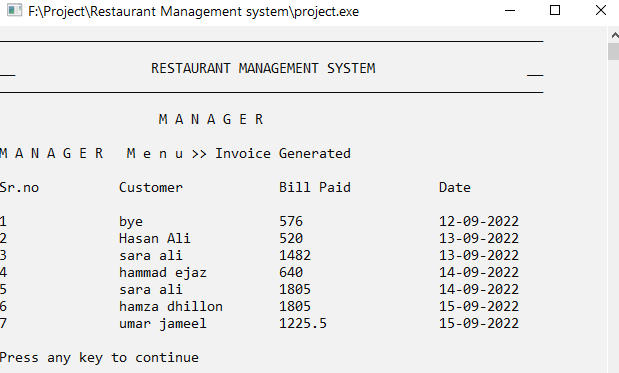 F:\Project\Restaurant Management system\project.exe
RESTAURANT MANAGEMENT SYSTEM
M A N A G E R
M A N A G E R   M e n u >> Invoice Generated
Sr.no   Customer   Bill Paid   Date
1   bye   576   12-09-2022
2   Hasan Ali   520   13-09-2022
3   sara ali   1482   13-09-2022
4   hammad ejaz   640   14-09-2022
5   sara ali   1805   14-09-2022
6   hamza dhillon   1805   15-09-2022
7   umar jameel   1225.5   15-09-2022
Press any key to continue